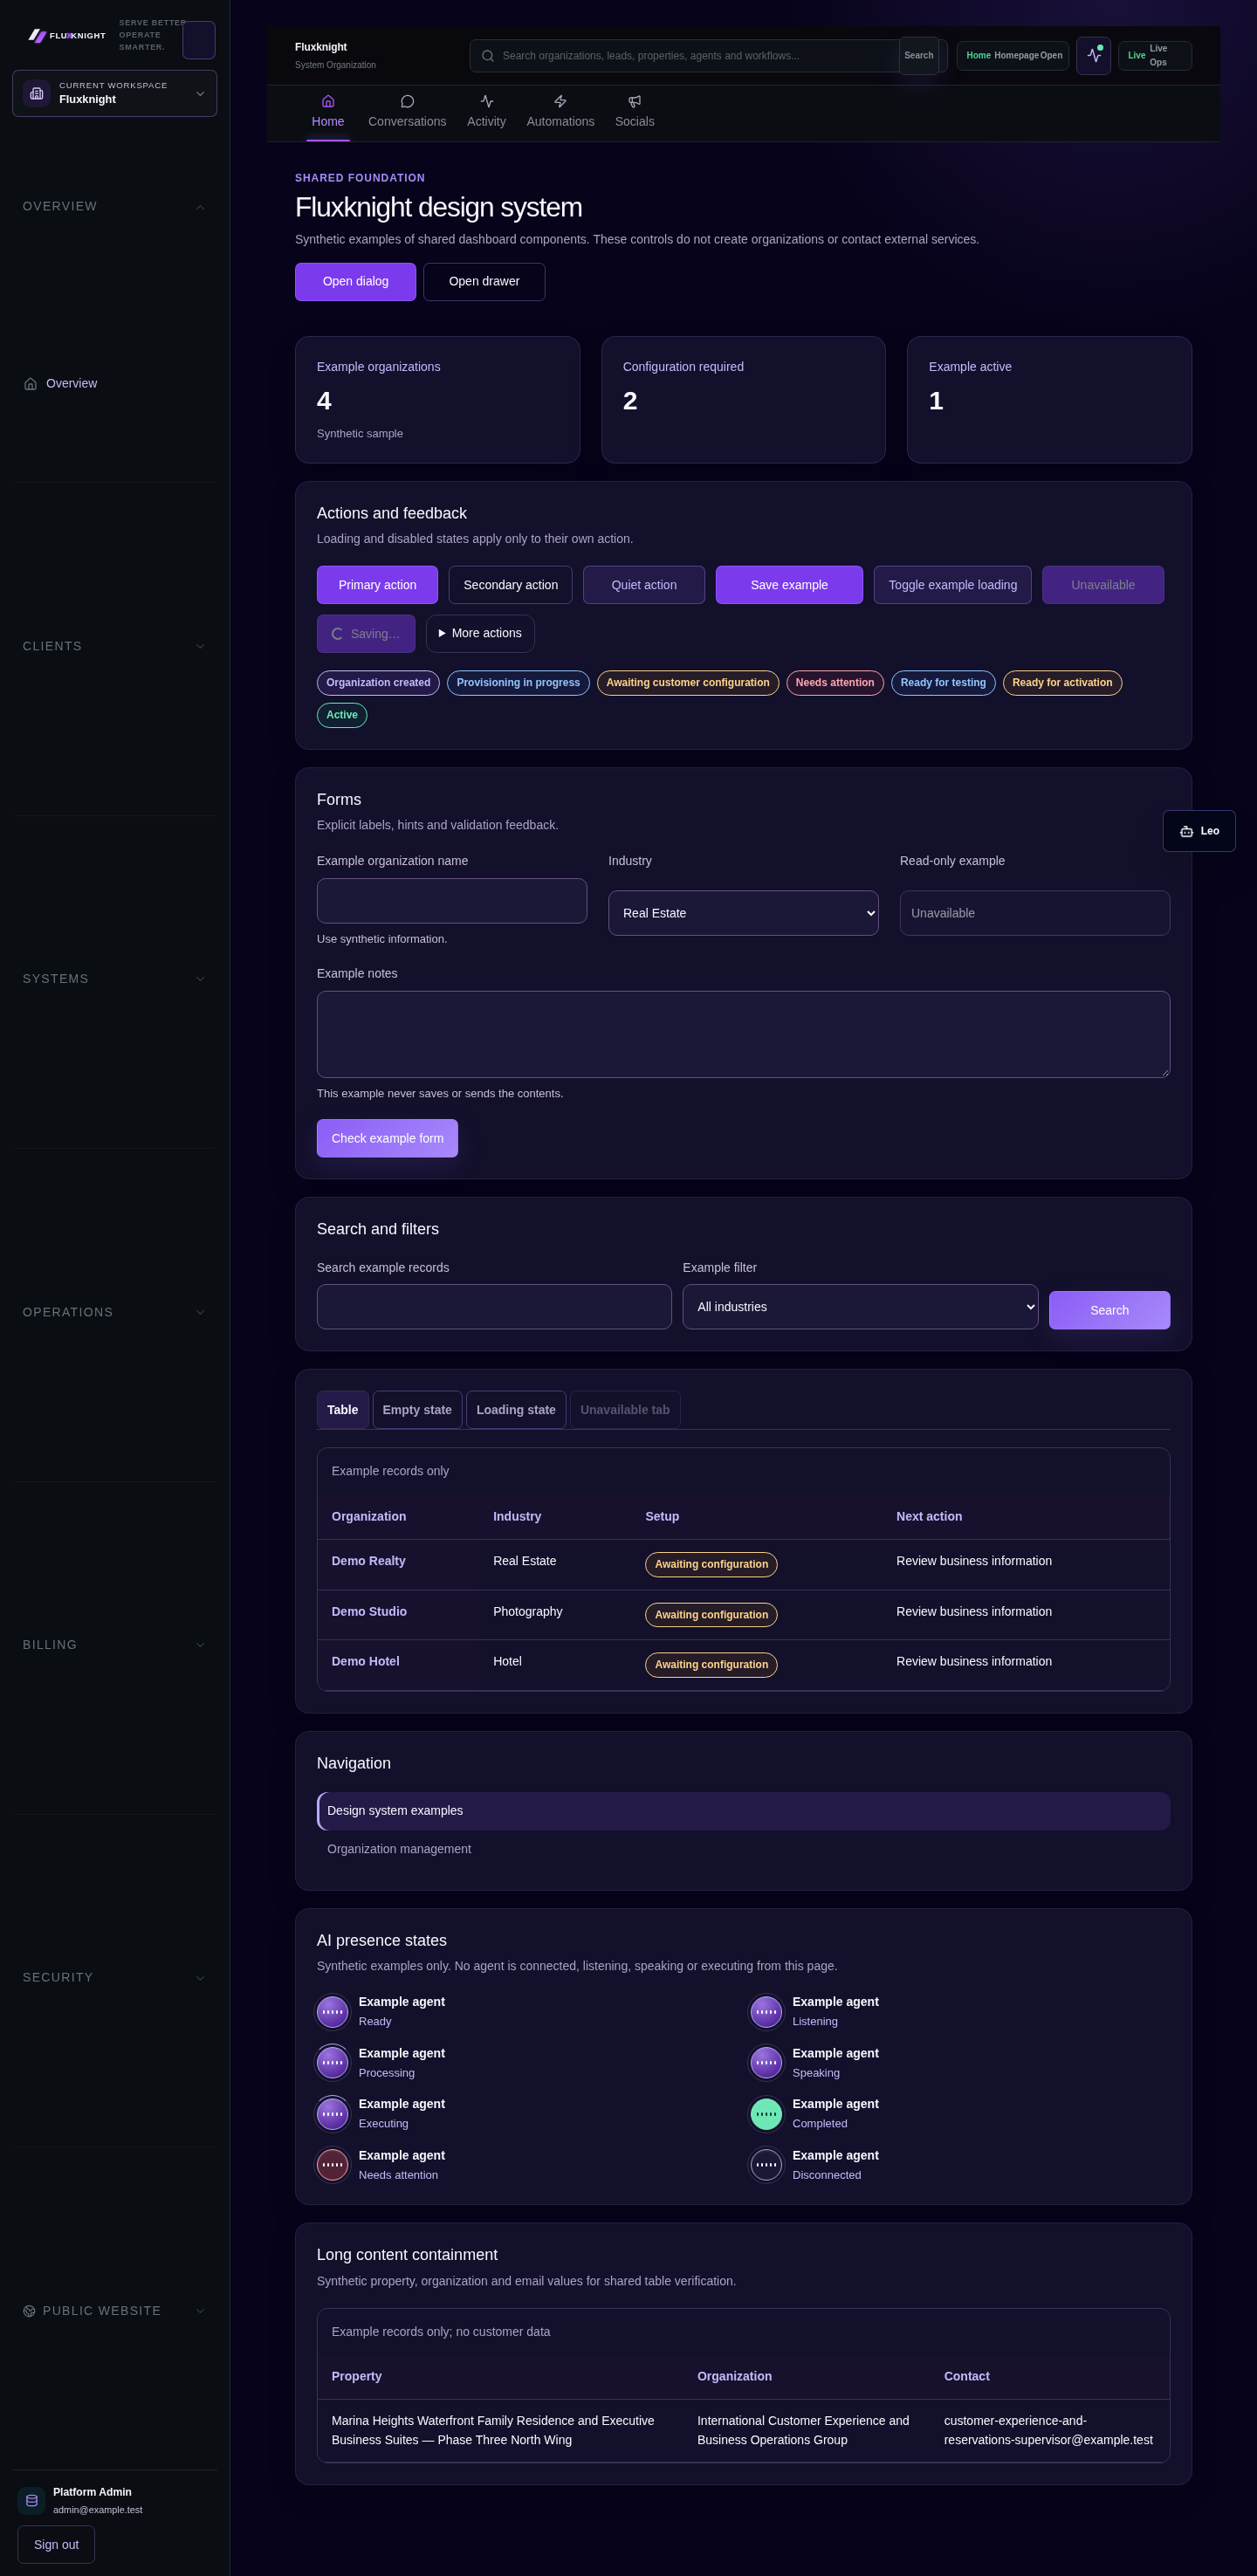 FLUXKNIGHT
SERVE BETTER
OPERATE
SMARTER.
CURRENT WORKSPACE
Fluxknight
OVERVIEW
Overview
CLIENTS
SYSTEMS
OPERATIONS
BILLING
SECURITY
PUBLIC WEBSITE
Platform Admin
admin@example.test
Sign out
Fluxknight
System Organization
Search organizations, leads, properties, agents and workflows...
Search
Home Homepage Open
Live Live Ops
Home Conversations Activity Automations Socials
SHARED FOUNDATION
Fluxknight design system
Synthetic examples of shared dashboard components. These controls do not create organizations or contact external services.
Open dialog Open drawer
Example organizations
4
Synthetic sample
Configuration required
2
Example active
1
Actions and feedback
Loading and disabled states apply only to their own action.
Primary action Secondary action Quiet action Save example Toggle example loading Unavailable
Saving… More actions
Organization created Provisioning in progress Awaiting customer configuration Needs attention Ready for testing Ready for activation
Active
Forms
Explicit labels, hints and validation feedback.
Leo
Example organization name Industry Read-only example
Real Estate Unavailable
Use synthetic information.
Example notes
This example never saves or sends the contents.
Check example form
Search and filters
Search example records Example filter
All industries Search
Table Empty state Loading state Unavailable tab
Example records only
Organization Industry Setup Next action
Demo Realty Real Estate Awaiting configuration Review business information
Demo Studio Photography Awaiting configuration Review business information
Demo Hotel Hotel Awaiting configuration Review business information
Navigation
Design system examples
Organization management
AI presence states
Synthetic examples only. No agent is connected, listening, speaking or executing from this page.
Example agent
Ready
Example agent
Listening
Example agent
Processing
Example agent
Speaking
Example agent
Executing
Example agent
Completed
Example agent
Needs attention
Example agent
Disconnected
Long content containment
Synthetic property, organization and email values for shared table verification.
Example records only; no customer data
Property Organization Contact
Marina Heights Waterfront Family Residence and Executive
Business Suites — Phase Three North Wing
International Customer Experience and
Business Operations Group
customer-experience-and-
reservations-supervisor@example.test